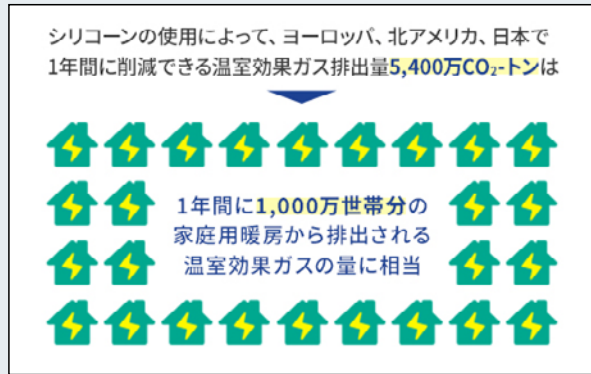 シリコーンの使用によって、ヨーロッパ、北アメリカ、日本で
1年間に削減できる温室効果ガス排出量5,400万CO₂-トンは
1年間に1,000万世帯分の
家庭用暖房から排出される
温室効果ガスの量に相当